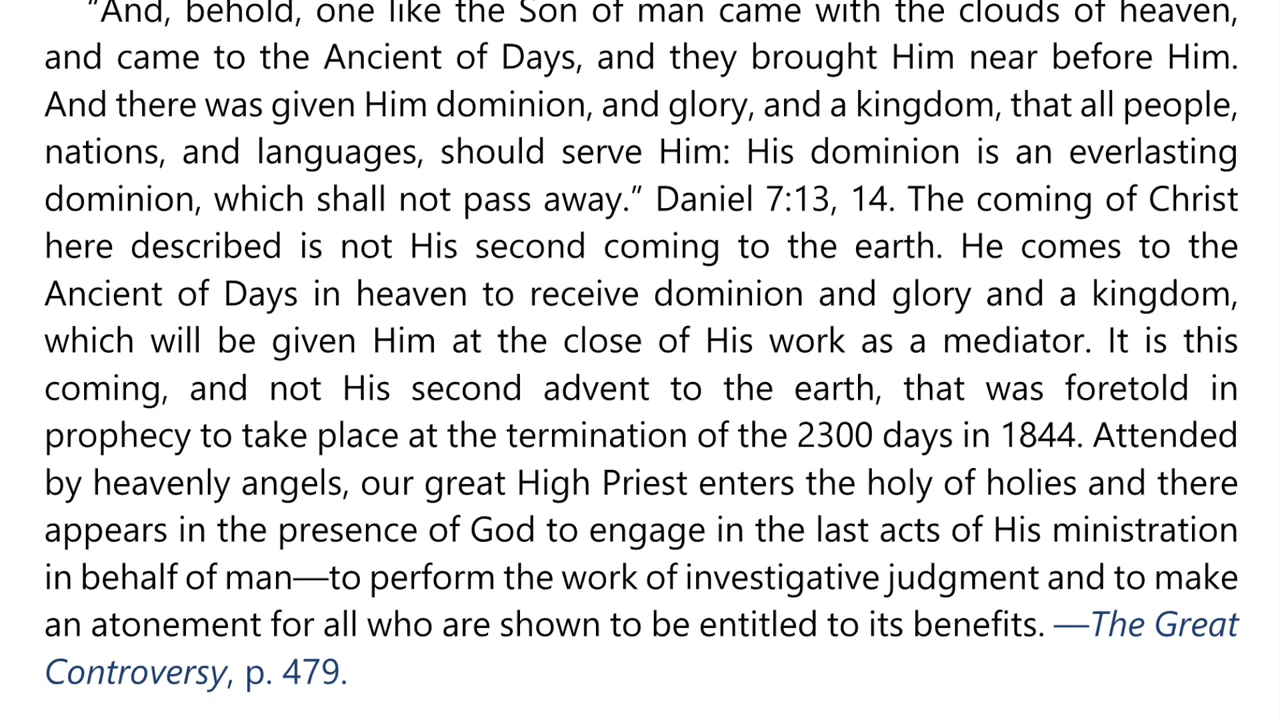 “And, behold, one like the Son of man came with the clouds of heaven,
and came to the Ancient of Days, and they brought Him near before Him.
And there was given Him dominion, and glory, and a kingdom, that all people,
nations, and languages, should serve Him: His dominion is an everlasting
dominion, which shall not pass away.” Daniel 7:13, 14. The coming of Christ
here described is not His second coming to the earth. He comes to the
Ancient of Days in heaven to receive dominion and glory and a kingdom,
which will be given Him at the close of His work as a mediator. It is this
coming, and not His second advent to the earth, that was foretold in
prophecy to take place at the termination of the 2300 days in 1844. Attended
by heavenly angels, our great High Priest enters the holy of holies and there
appears in the presence of God to engage in the last acts of His ministration
in behalf of man—to perform the work of investigative judgment and to make
an atonement for all who are shown to be entitled to its benefits. —The Great
Controversy, p. 479.